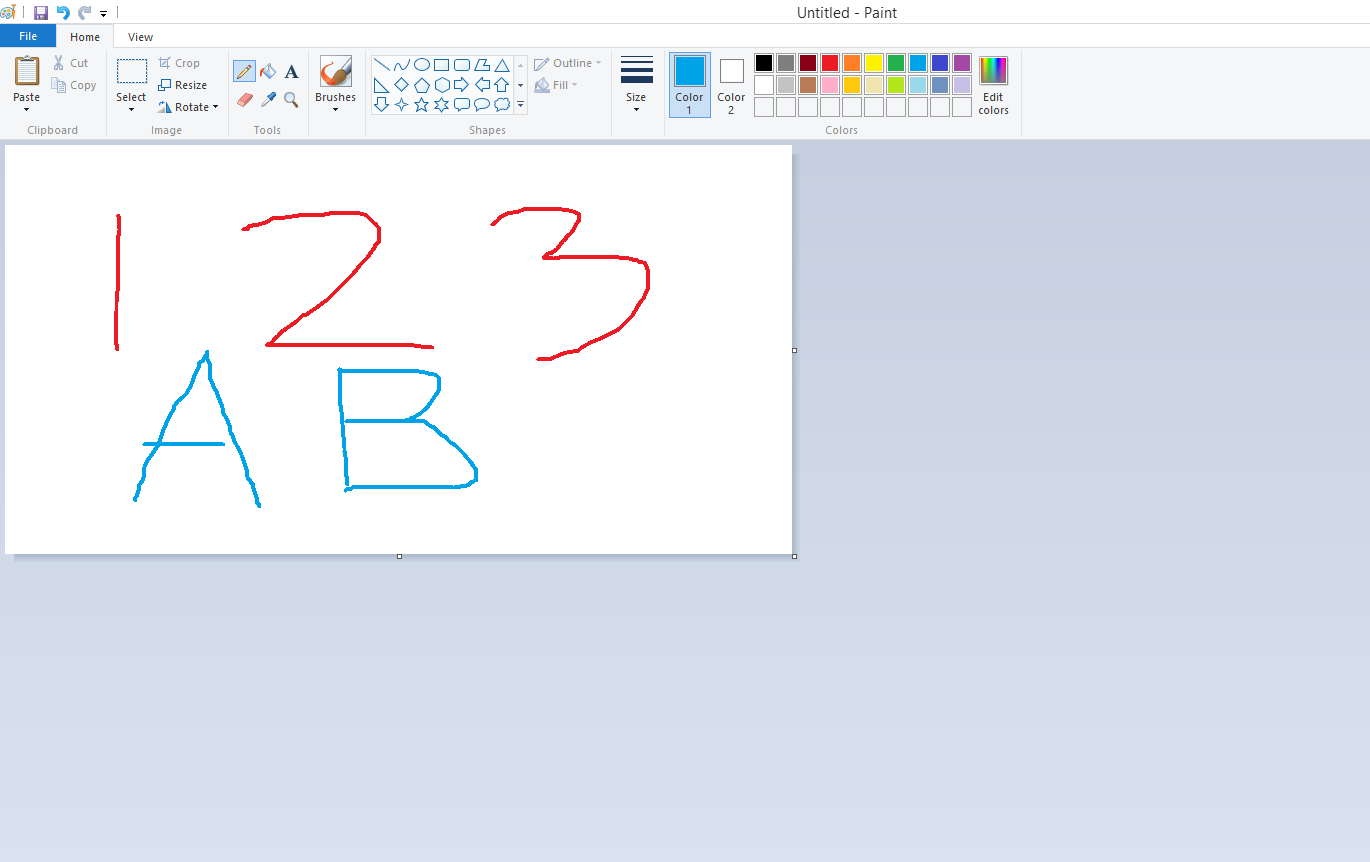 Untitled - Paint
File Home View
Paste Cut Copy Select Crop Resize Rotate A Brushes Outline Fill Size Color 1 Color 2 Edit colors
Clipboard Image Tools Shapes Colors
1 2 3
A B